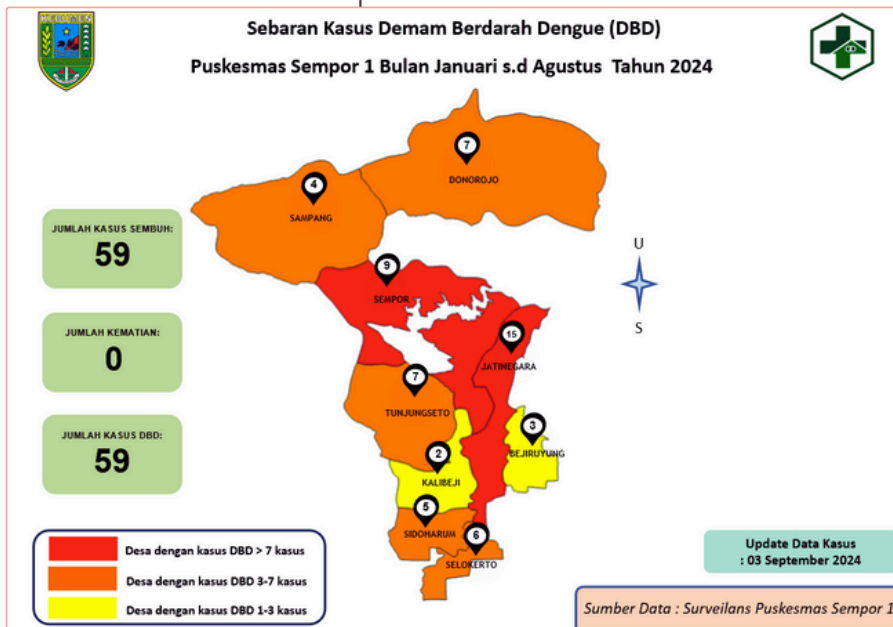 KEBUMEN
Sebaran Kasus Demam Berdarah Dengue (DBD)
Puskesmas Sempor 1 Bulan Januari s.d Agustus Tahun 2024
7
DONOROJO
4
SAMPANG
JUMLAH KASUS SEMBUH:
59
9
SEMPOR
U
S
JUMLAH KEMATIAN:
0
15
JATINEGARA
7
TUNJUNGSETO
3
BEJIRUYUNG
JUMLAH KASUS DBD:
59
2
KALIBEJI
5
SIDOHARUM
6
SELOKERTO
Desa dengan kasus DBD > 7 kasus
Desa dengan kasus DBD 3-7 kasus
Desa dengan kasus DBD 1-3 kasus
Update Data Kasus
: 03 September 2024
Sumber Data : Surveilans Puskesmas Sempor 1